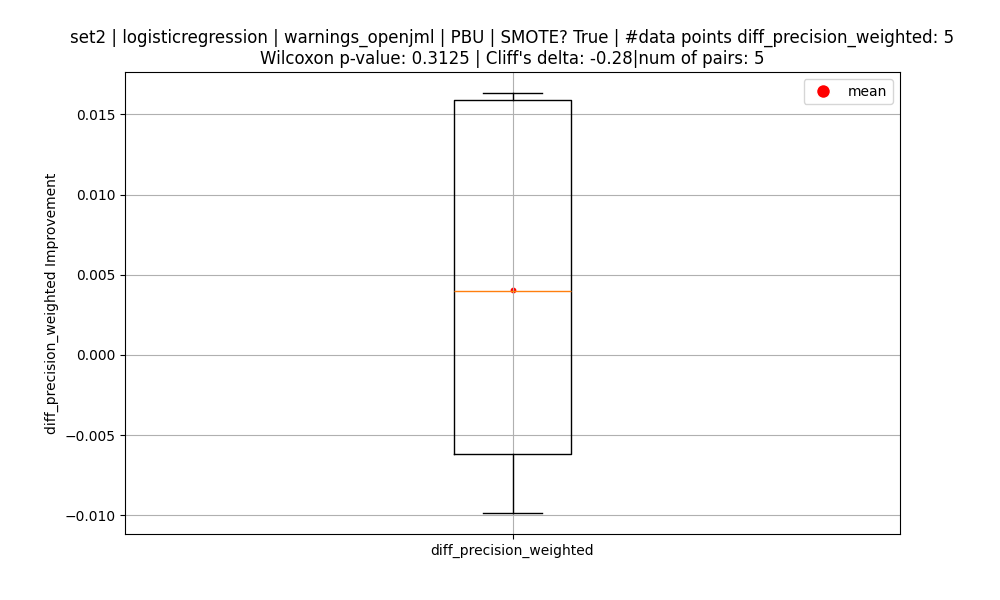 set2 | logisticregression | warnings_openjml | PBU | SMOTE? True | #data points diff_precision_weighted: 5
Wilcoxon p-value: 0.3125 | Cliff's delta: -0.28|num of pairs: 5
mean
0.015
0.010
0.005
0.000
−0.005
−0.010
diff_precision_weighted Improvement
diff_precision_weighted